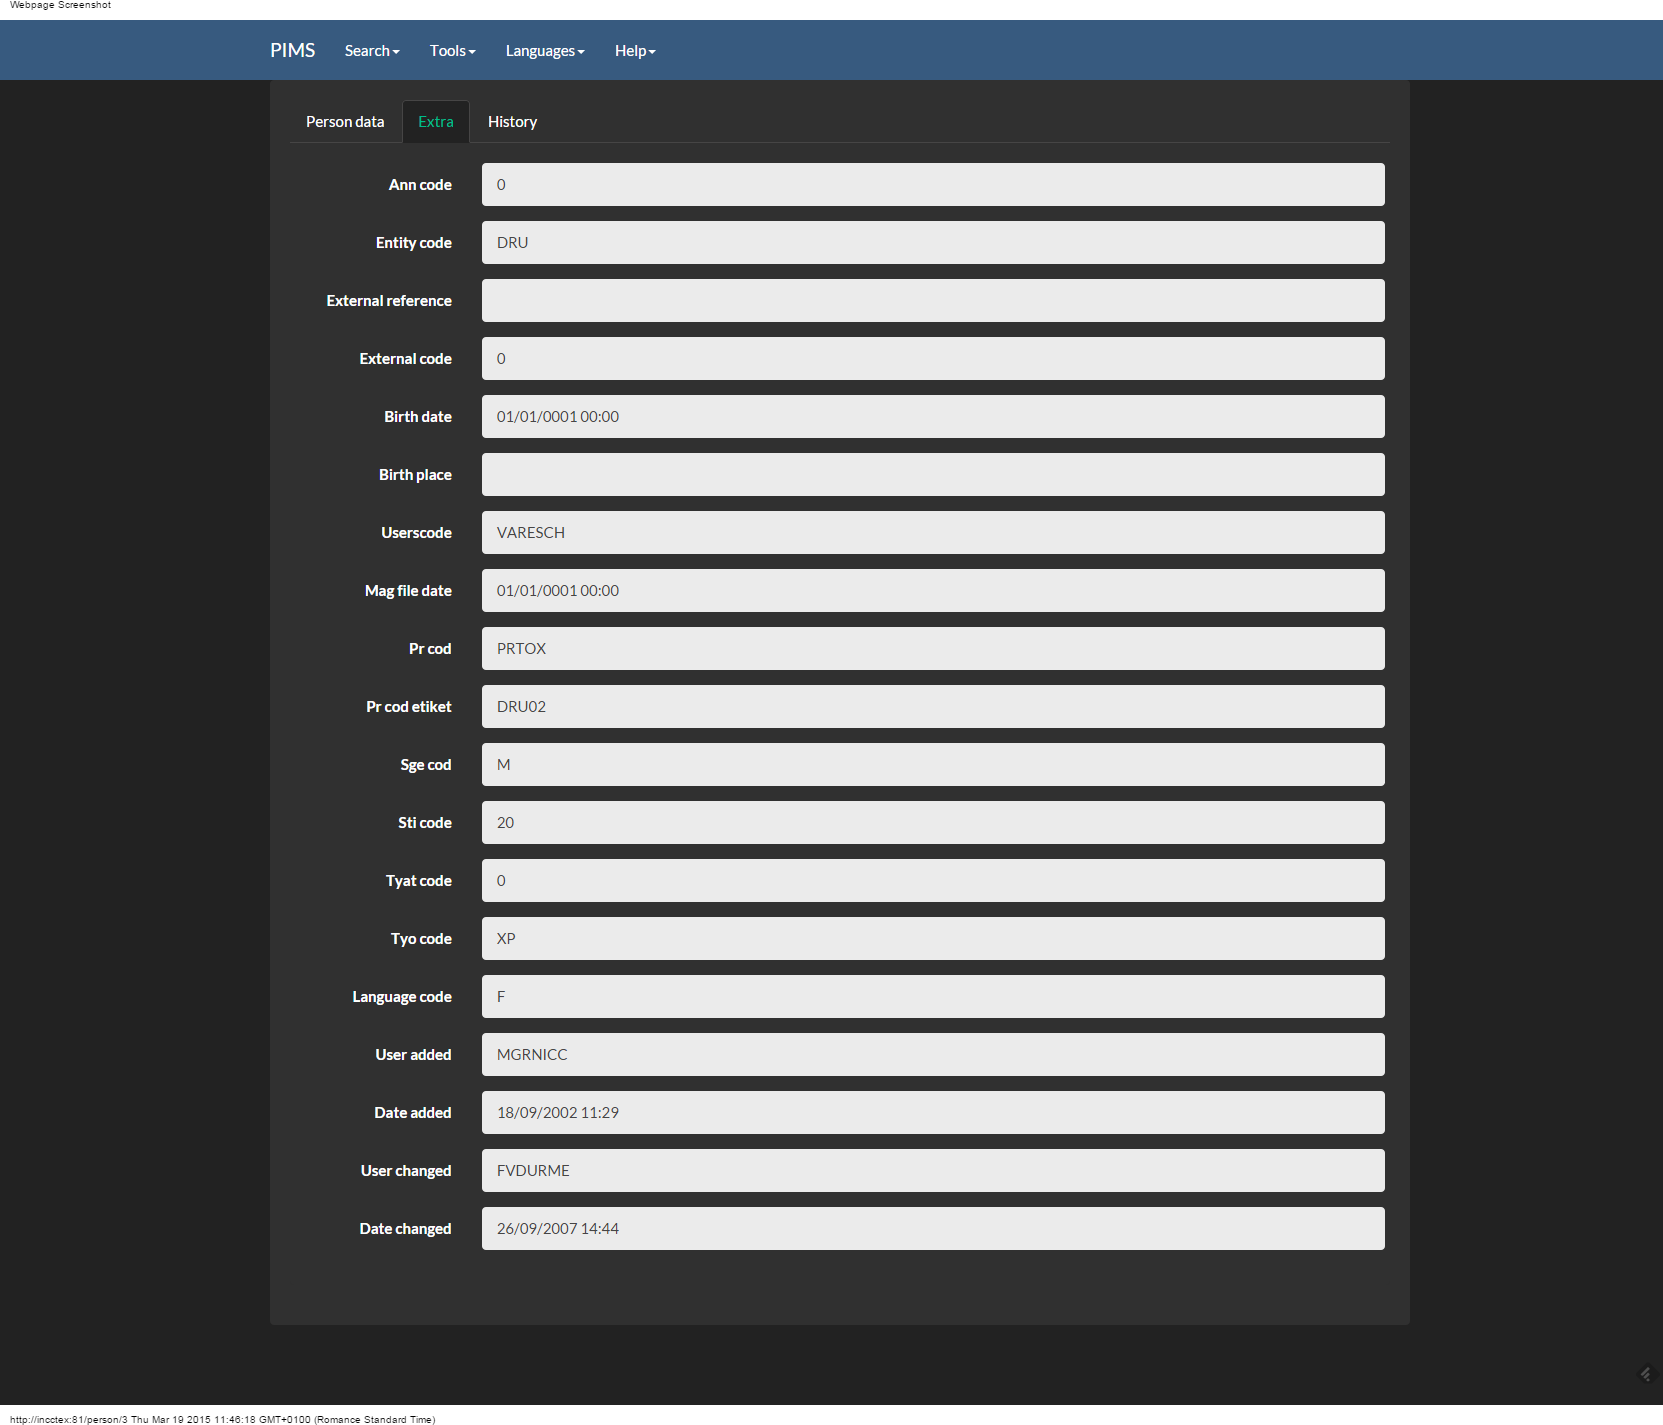 Webpage Screenshot
PIMS Search Tools Languages Help
Person data Extra History
Ann code 0
Entity code DRU
External reference
External code 0
Birth date 01/01/0001 00:00
Birth place
Userscode VARESCH
Mag file date 01/01/0001 00:00
Pr cod PRTOX
Pr cod etiket DRU02
Sge cod M
Sti code 20
Tyat code 0
Tyo code XP
Language code F
User added MGRNICC
Date added 18/09/2002 11:29
User changed FVDURME
Date changed 26/09/2007 14:44
http://incctex:81/person/3 Thu Mar 19 2015 11:46:18 GMT+0100 (Romance Standard Time)